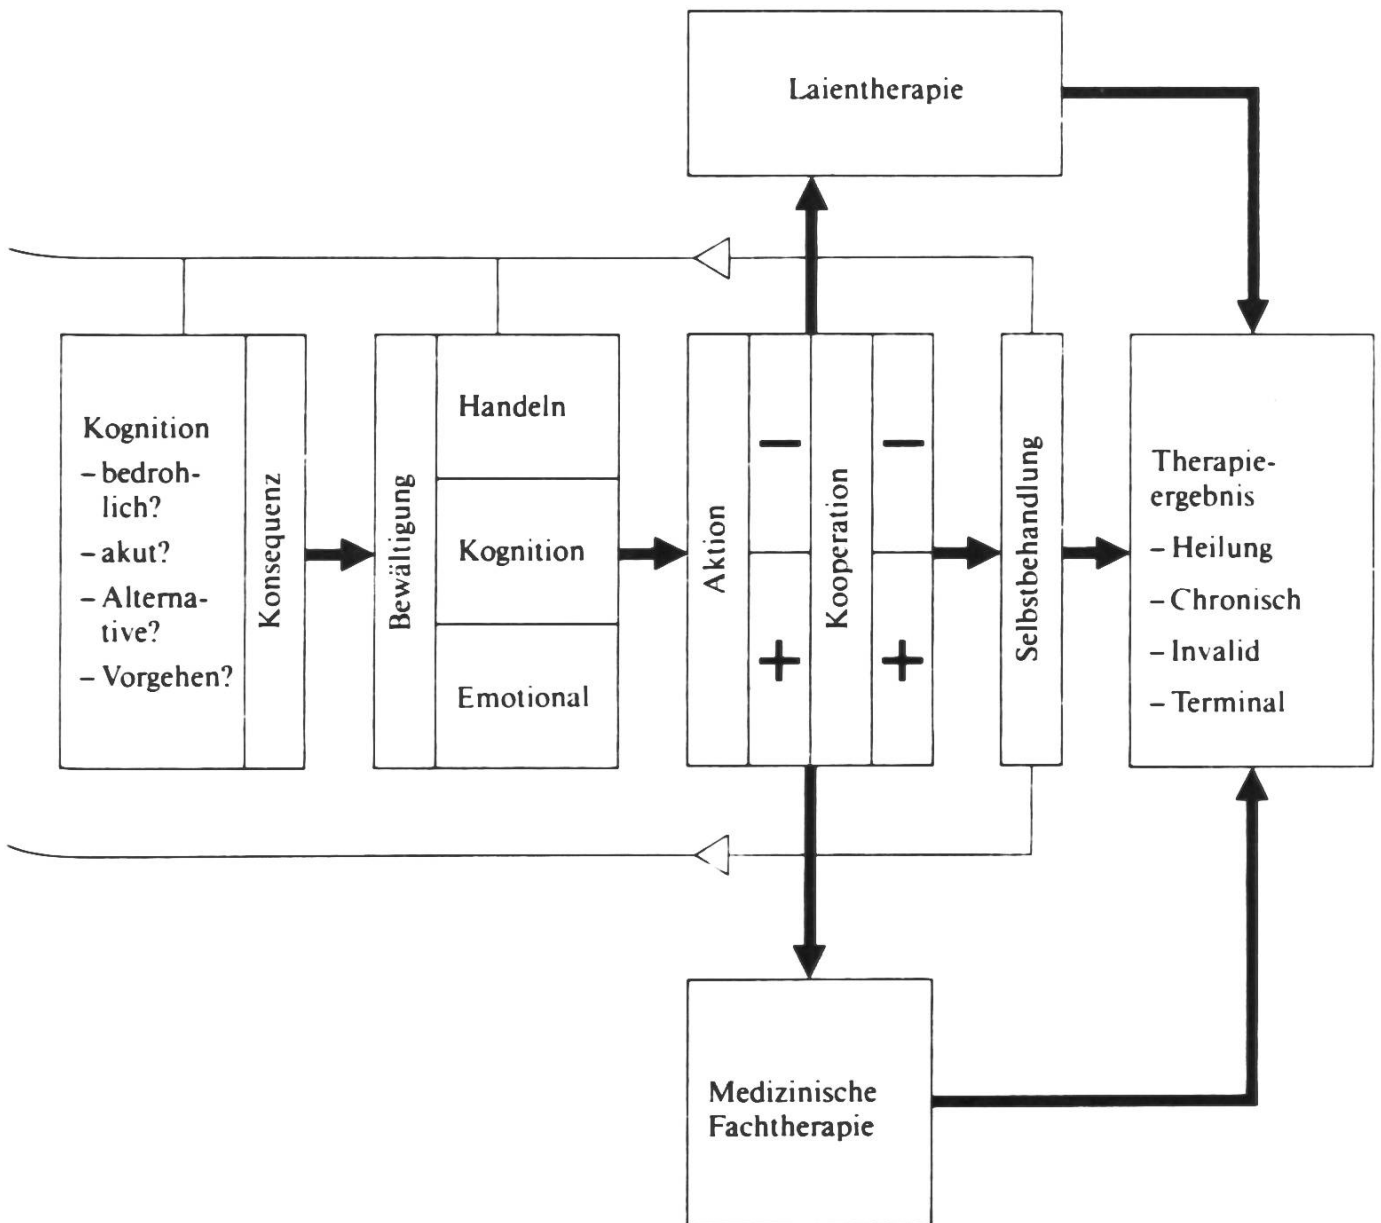 Laientherapie
Kognition
– bedroh-
lich?
– akut?
– Alterna-
tive?
– Vorgehen?
Konsequenz
Bewältigung
Handeln
Kognition
Emotional
Aktion
−
+
Kooperation
−
+
Selbstbehandlung
Therapie-
ergebnis
– Heilung
– Chronisch
– Invalid
– Terminal
Medizinische
Fachtherapie